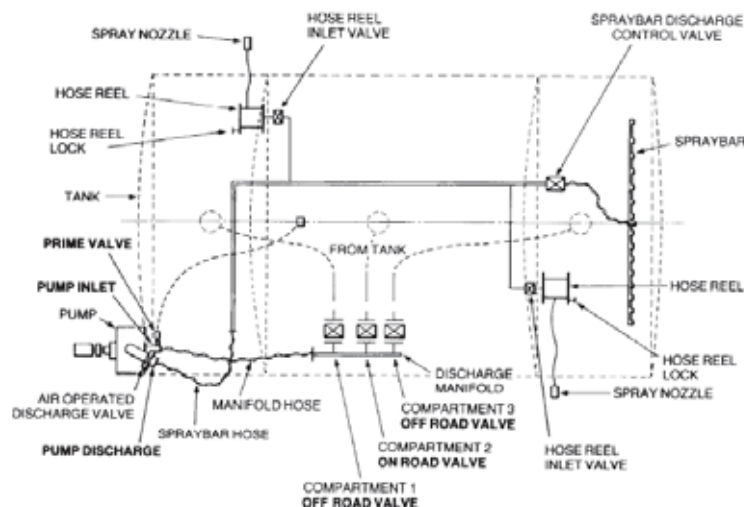 HOSE REEL
INLET VALVE
SPRAY NOZZLE
SPRAYBAR DISCHARGE
CONTROL VALVE
HOSE REEL
HOSE REEL
LOCK
SPRAYBAR
TANK
FROM TANK
PRIME VALVE
PUMP INLET
PUMP
HOSE REEL
HOSE REEL
LOCK
DISCHARGE
MANIFOLD
SPRAY NOZZLE
AIR OPERATED
DISCHARGE VALVE
MANIFOLD HOSE
SPRAYBAR HOSE
PUMP DISCHARGE
COMPARTMENT 3
OFF ROAD VALVE
COMPARTMENT 2
ON ROAD VALVE
HOSE REEL
INLET VALVE
COMPARTMENT 1
OFF ROAD VALVE